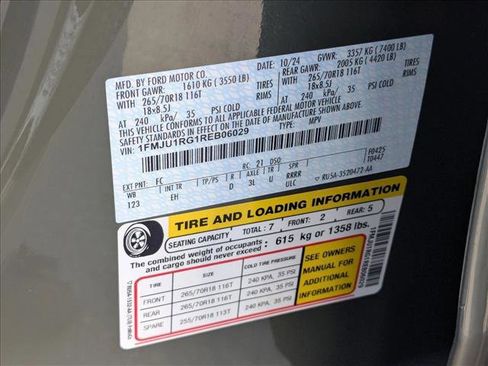 MFD. BY FORD MOTOR CO.
10/24 GVWR: 3357 KG (7400 LB)
FRONT GAWR: 1610 KG (3550 LB) REAR GAWR: 2005 KG (4420 LB)
WITH 265/70R18 116T TIRES WITH 265/70R18 116T TIRES
18x8.5J RIMS 18x8.5J RIMS
AT 240 kPa/ 35 PSI COLD AT 240 kPa/ 35 PSI COLD
THIS VEHICLE CONFORMS TO ALL APPLICABLE FEDERAL MOTOR VEHICLE
SAFETY STANDARDS IN EFFECT ON THE DATE OF MANUFACTURE SHOWN ABOVE.
VIN: 1FMJU1RG1REB06029
TYPE: MPV
F0425
T0447
EXT PNT: FC RC: 21 DSO:
WB INT TR TP/PS R AXLE TR SPR
123 EH D 3L U RRRR
ULC RU5A-3520472-AA
TIRE AND LOADING INFORMATION
SEATING CAPACITY TOTAL: 7 FRONT: 2 REAR: 5
The combined weight of occupants and cargo should never exceed: 615 kg or 1358 lbs.
TIRE SIZE COLD TIRE PRESSURE
FRONT 265/70R18 116T 240 KPA, 35 PSI
REAR 265/70R18 116T 240 KPA, 35 PSI
SPARE 255/70R18 113T 240 KPA, 35 PSI
SEE OWNERS
MANUAL FOR
ADDITIONAL
INFORMATION